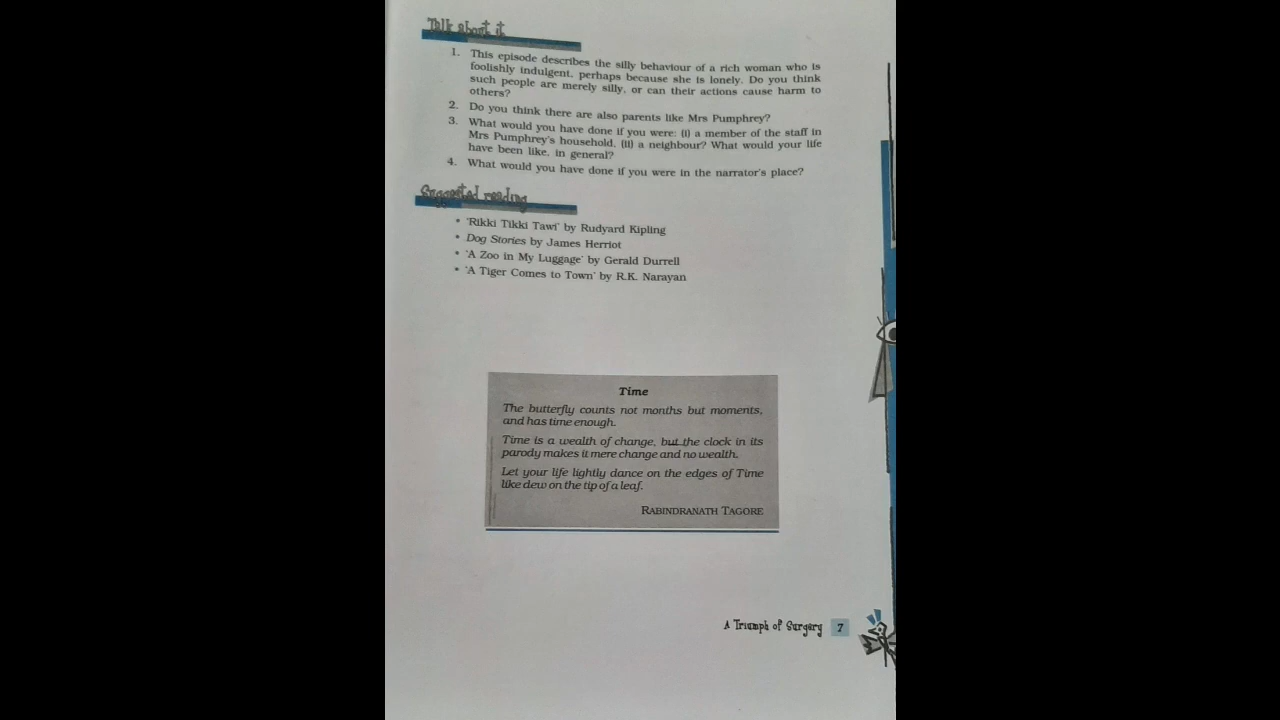 Talk about it
1. This episode describes the silly behaviour of a rich woman who is
foolishly indulgent, perhaps because she is lonely. Do you think
such people are merely silly, or can their actions cause harm to
others?
2. Do you think there are also parents like Mrs Pumphrey?
3. What would you have done if you were: (i) a member of the staff in
Mrs Pumphrey's household, (ii) a neighbour? What would your life
have been like, in general?
4. What would you have done if you were in the narrator's place?
Suggested reading
• 'Rikki Tikki Tawi' by Rudyard Kipling
• Dog Stories by James Herriot
• 'A Zoo in My Luggage' by Gerald Durrell
• 'A Tiger Comes to Town' by R.K. Narayan
Time
The butterfly counts not months but moments,
and has time enough.
Time is a wealth of change, but the clock in its
parody makes it mere change and no wealth.
Let your life lightly dance on the edges of Time
like dew on the tip of a leaf.
RABINDRANATH TAGORE
A Triumph of Surgery 7